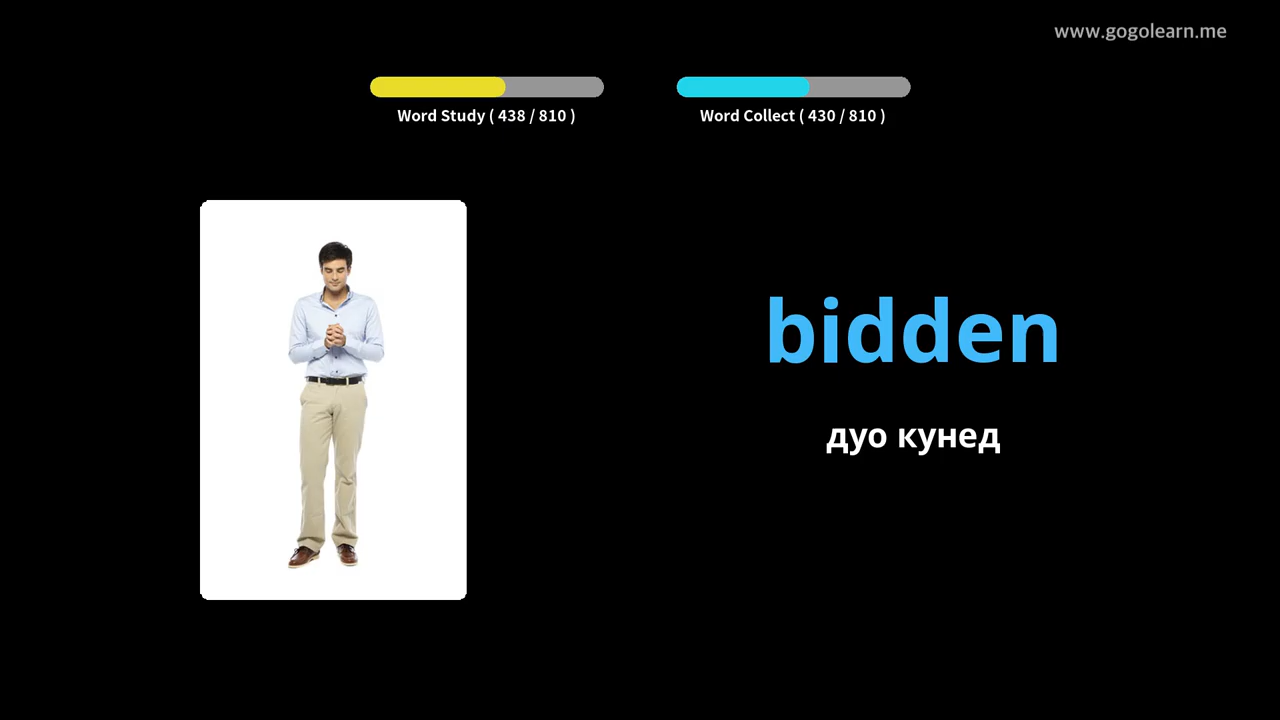 www.gogolearn.me
Word Study ( 438 / 810 )
Word Collect ( 430 / 810 )
bidden
дуо кунед